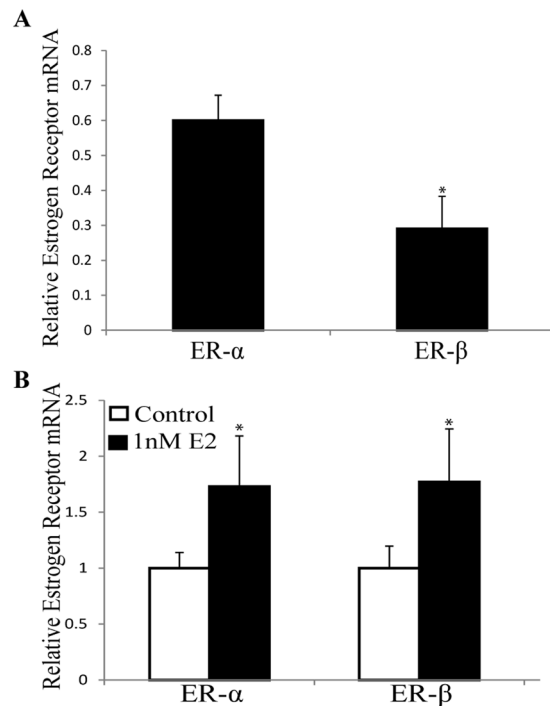 A
Relative Estrogen Receptor mRNA
0.8
0.7
0.6
0.5
0.4
0.3
0.2
0.1
0
*
ER-α
ER-β
B
Relative Estrogen Receptor mRNA
2.5
2
1.5
1
0.5
0
Control
1nM E2
*
*
ER-α
ER-β